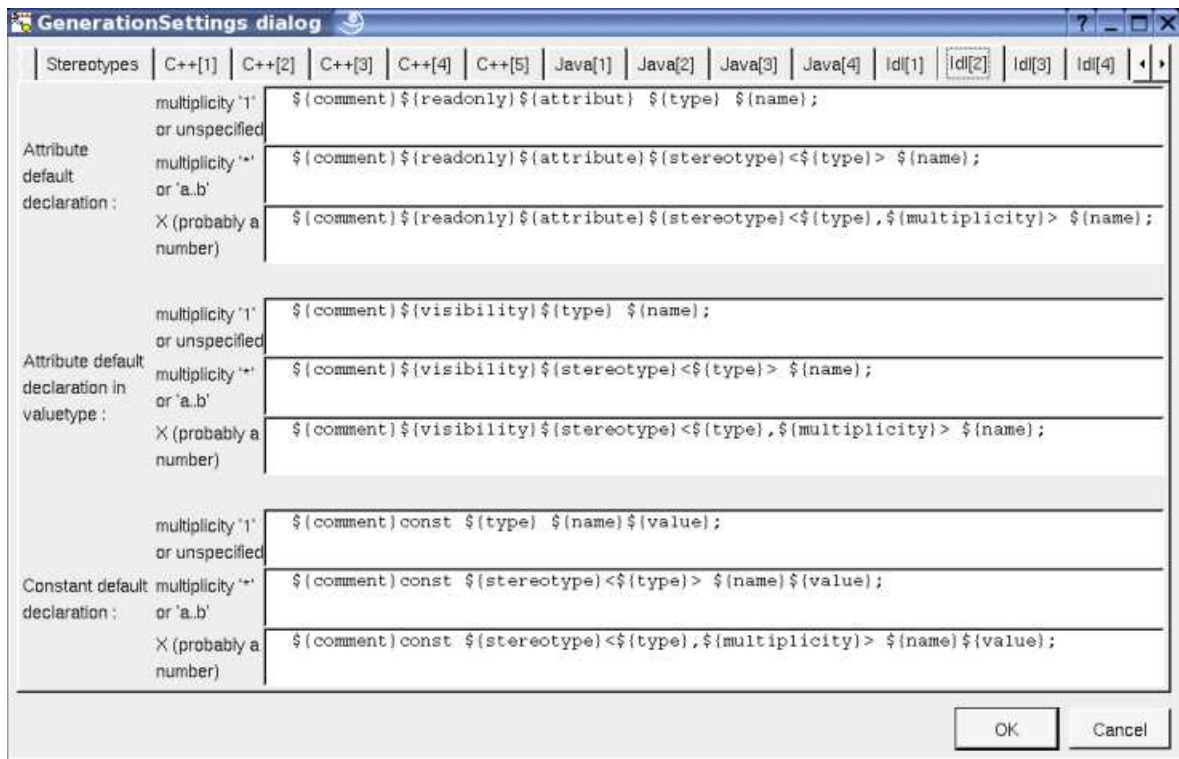 GenerationSettings dialog
Stereotypes C++[1] C++[2] C++[3] C++[4] C++[5] Java[1] Java[2] Java[3] Java[4] Idl[1] Idl[2] Idl[3] Idl[4]
Attribute
default
declaration :
multiplicity '1'
or unspecified
${comment}${readonly}${attribut} ${type} ${name};
multiplicity '*'
or 'a..b'
${comment}${readonly}${attribute}${stereotype}<${type}> ${name};
X (probably a
number)
${comment}${readonly}${attribute}${stereotype}<${type},${multiplicity}> ${name};
Attribute default
declaration in
valuetype :
multiplicity '1'
or unspecified
${comment}${visibility}${type} ${name};
multiplicity '*'
or 'a..b'
${comment}${visibility}${stereotype}<${type}> ${name};
X (probably a
number)
${comment}${visibility}${stereotype}<${type},${multiplicity}> ${name};
Constant default
declaration :
multiplicity '1'
or unspecified
${comment}const ${type} ${name}${value};
multiplicity '*'
or 'a..b'
${comment}const ${stereotype}<${type}> ${name}${value};
X (probably a
number)
${comment}const ${stereotype}<${type},${multiplicity}> ${name}${value};
OK Cancel